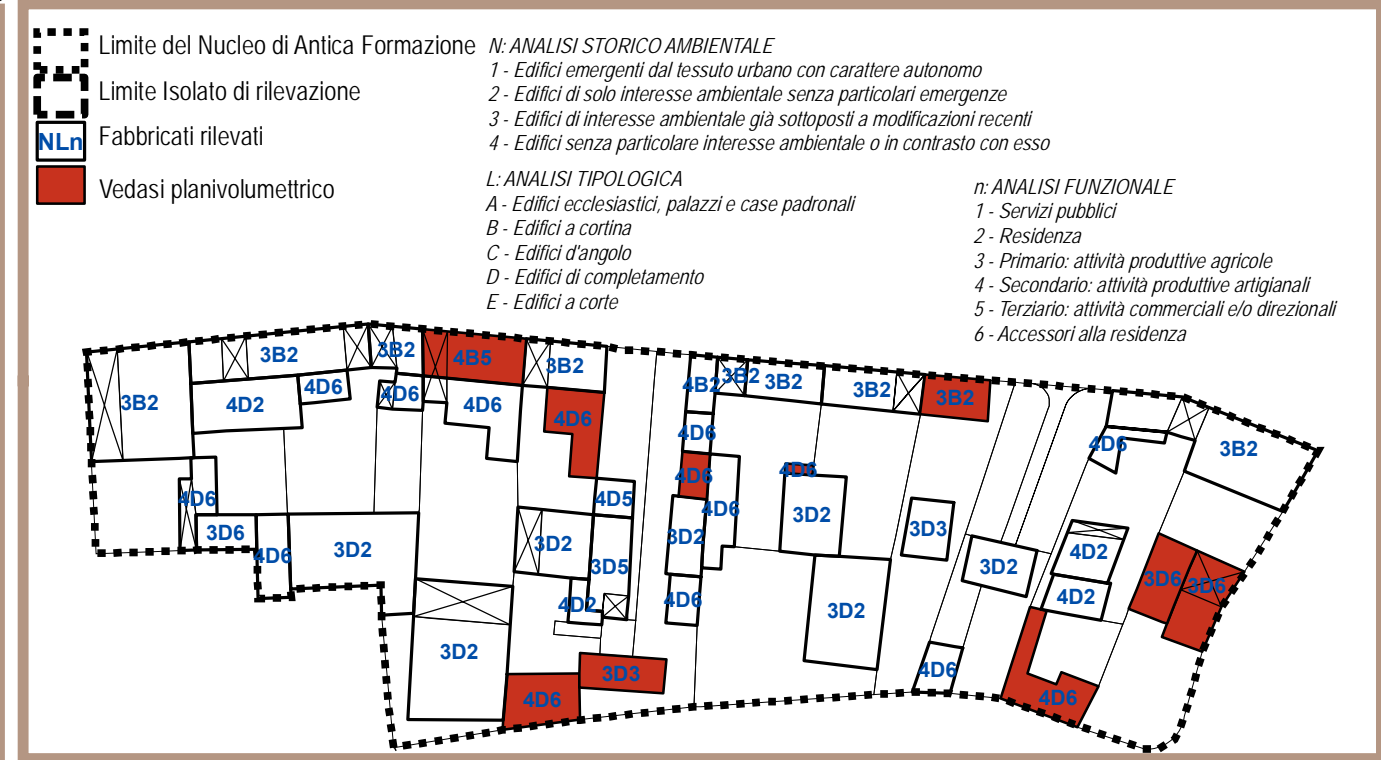 Limite del Nucleo di Antica Formazione
Limite Isolato di rilevazione
NLn Fabbricati rilevati
Vedasi planivolumettrico
N: ANALISI STORICO AMBIENTALE
1 - Edifici emergenti dal tessuto urbano con carattere autonomo
2 - Edifici di solo interesse ambientale senza particolari emergenze
3 - Edifici di interesse ambientale già sottoposti a modificazioni recenti
4 - Edifici senza particolare interesse ambientale o in contrasto con esso
L: ANALISI TIPOLOGICA
A - Edifici ecclesiastici, palazzi e case padronali
B - Edifici a cortina
C - Edifici d'angolo
D - Edifici di completamento
E - Edifici a corte
n: ANALISI FUNZIONALE
1 - Servizi pubblici
2 - Residenza
3 - Primario: attività produttive agricole
4 - Secondario: attività produttive artigianali
5 - Terziario: attività commerciali e/o direzionali
6 - Accessori alla residenza
3B2
3B2
3B2
4B5
3B2
4B2
3B2
3B2
3B2
3B2
3B2
4D2
4D6
4D6
4D6
4D6
4D6
4D6
4D6
4D6
4D6
3D6
4D6
3D2
4D5
3D2
3D5
4D2
3D2
4D6
3D2
3D2
3D3
3D2
4D2
4D2
3D6
3D6
3D2
4D6
3D3
4D6
4D6